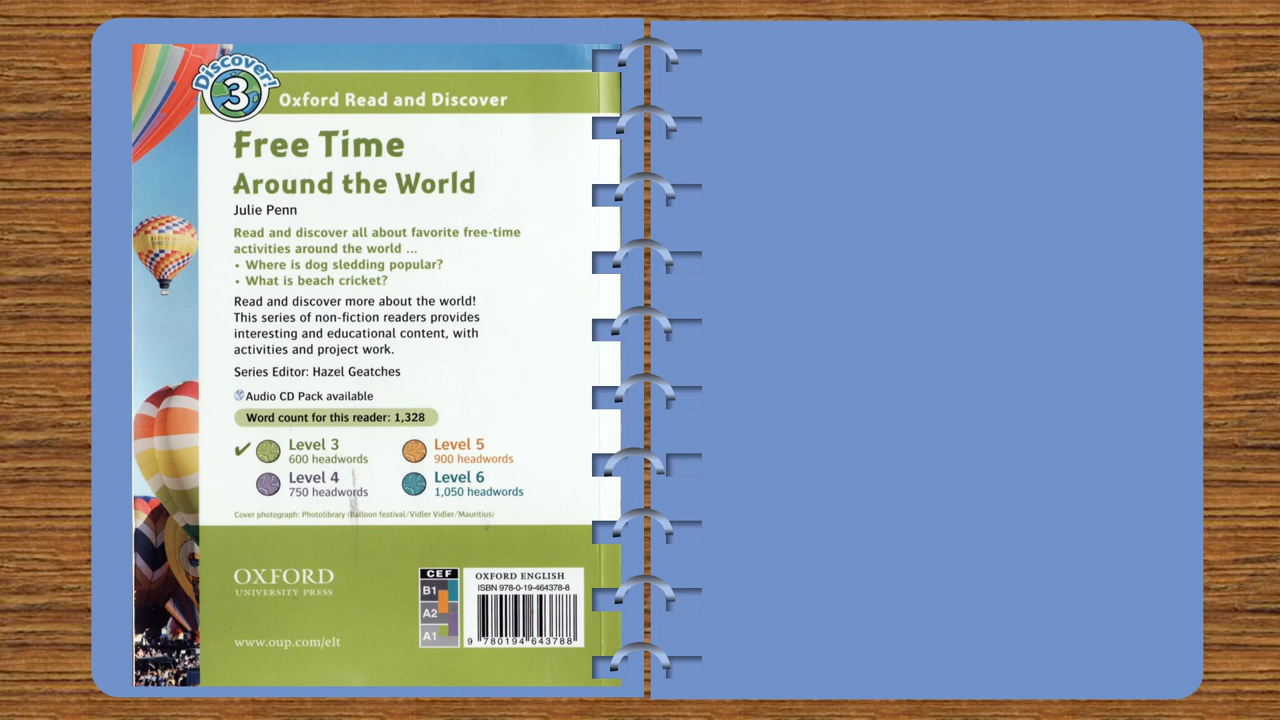 Discover!
3
Oxford Read and Discover
Free Time
Around the World
Julie Penn
Read and discover all about favorite free-time
activities around the world ...
• Where is dog sledding popular?
• What is beach cricket?
Read and discover more about the world!
This series of non-fiction readers provides
interesting and educational content, with
activities and project work.
Series Editor: Hazel Geatches
Audio CD Pack available
Word count for this reader: 1,328
✔ Level 3
600 headwords
Level 4
750 headwords
Level 5
900 headwords
Level 6
1,050 headwords
Cover photograph: Photolibrary (Balloon festival/Vidler Vidler/Mauritius)
OXFORD
UNIVERSITY PRESS
www.oup.com/elt
CEF
B1
A2
A1
OXFORD ENGLISH
ISBN 978-0-19-464378-8
9 780194 643788